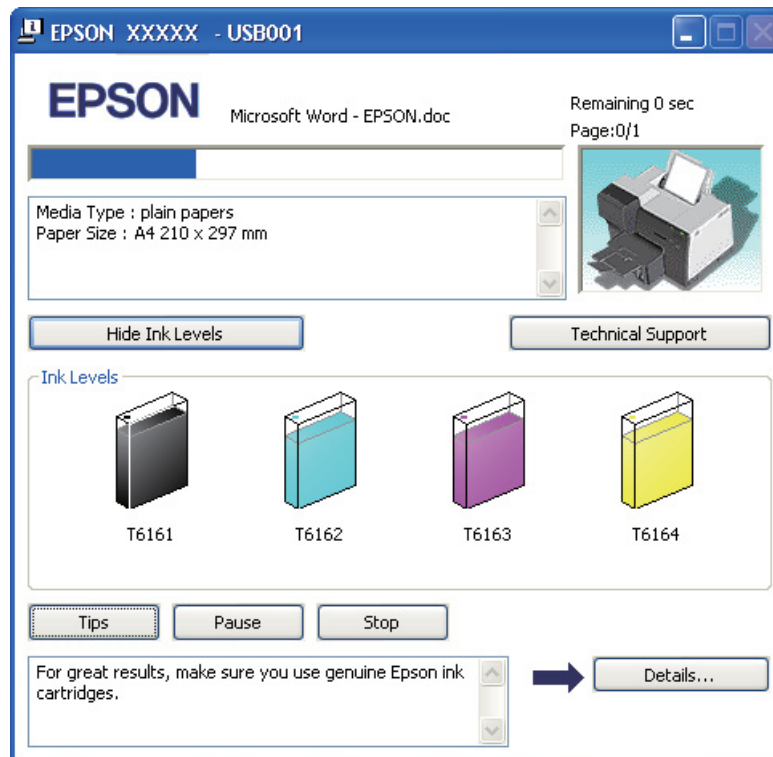 EPSON XXXXX - USB001
EPSON
Microsoft Word - EPSON.doc
Remaining 0 sec
Page:0/1
Media Type : plain papers
Paper Size : A4 210 x 297 mm
Hide Ink Levels
Technical Support
Ink Levels
T6161
T6162
T6163
T6164
Tips
Pause
Stop
For great results, make sure you use genuine Epson ink
cartridges.
Details...